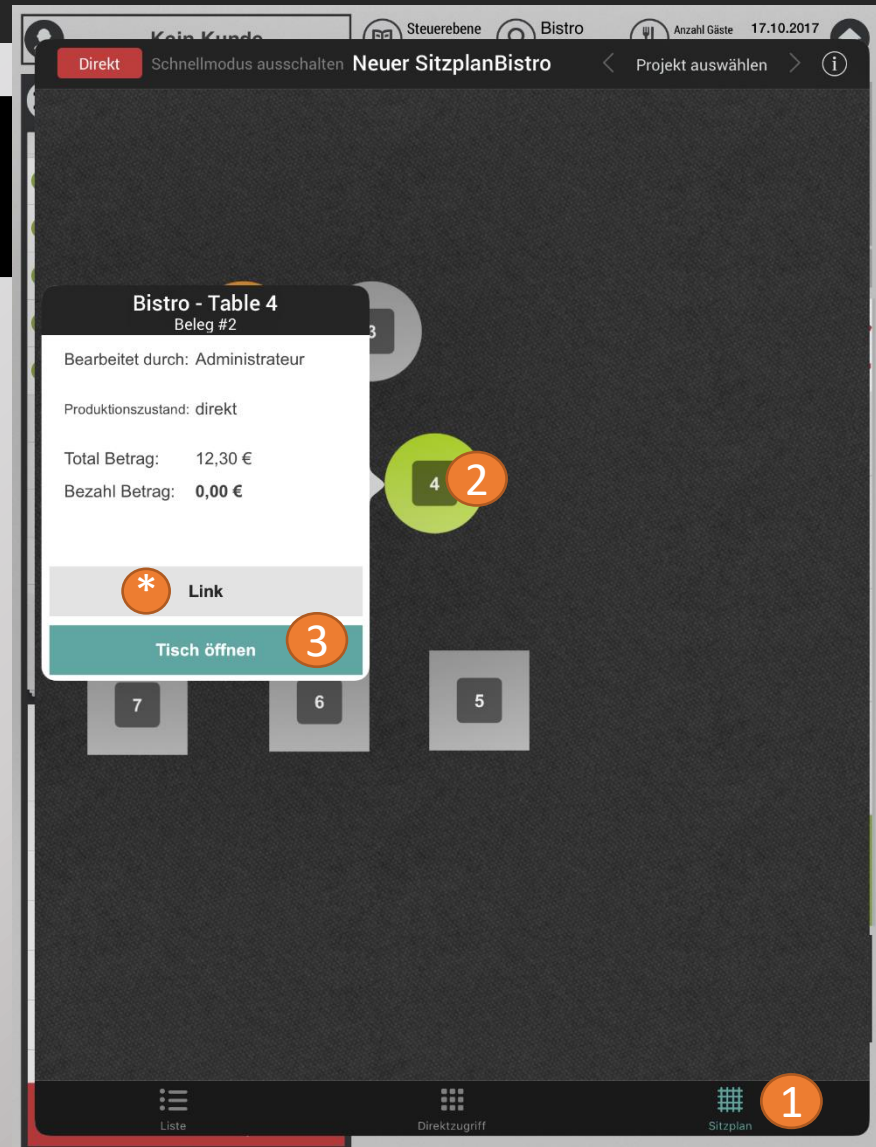 Kein Kunde
Steuerebene
Bistro
Anzahl Gäste
17.10.2017
Direkt
Schnellmodus ausschalten
Neuer SitzplanBistro
< Projekt auswählen > i
Bistro - Table 4
Beleg #2
3
Bearbeitet durch: Administrateur
Produktionszustand: direkt
Total Betrag: 12,30 €
Bezahl Betrag: 0,00 €
4 2
* Link
Tisch öffnen 3
7
6
5
Liste
Direktzugriff
Sitzplan
1